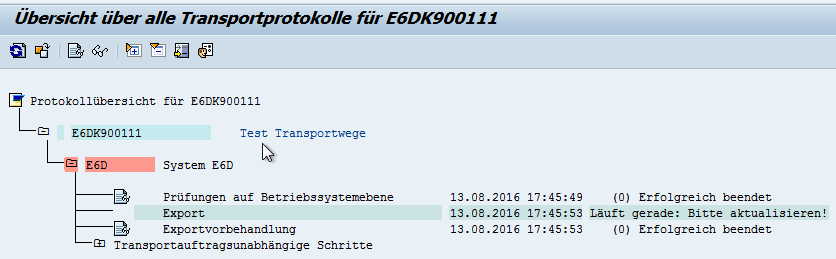 Übersicht über alle Transportprotokolle für E6DK900111
Protokollübersicht für E6DK900111
E6DK900111 Test Transportwege
E6D System E6D
Prüfungen auf Betriebssystemebene 13.08.2016 17:45:49 (0) Erfolgreich beendet
Export 13.08.2016 17:45:53 Läuft gerade: Bitte aktualisieren!
Exportvorbehandlung 13.08.2016 17:45:53 (0) Erfolgreich beendet
Transportauftragsunabhängige Schritte